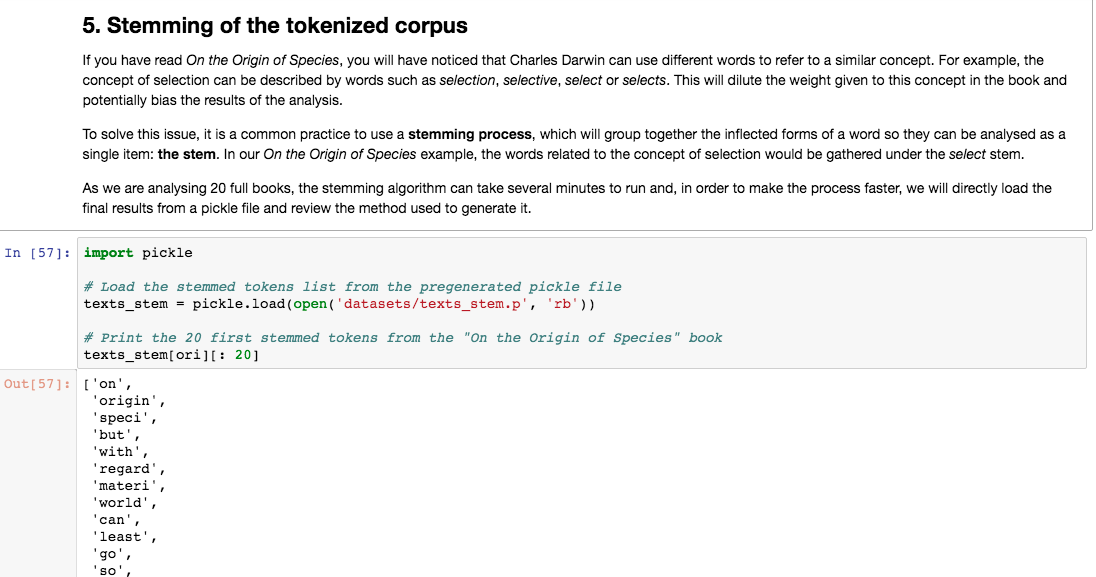 5. Stemming of the tokenized corpus
If you have read On the Origin of Species, you will have noticed that Charles Darwin can use different words to refer to a similar concept. For example, the
concept of selection can be described by words such as selection, selective, select or selects. This will dilute the weight given to this concept in the book and
potentially bias the results of the analysis.
To solve this issue, it is a common practice to use a stemming process, which will group together the inflected forms of a word so they can be analysed as a
single item: the stem. In our On the Origin of Species example, the words related to the concept of selection would be gathered under the select stem.
As we are analysing 20 full books, the stemming algorithm can take several minutes to run and, in order to make the process faster, we will directly load the
final results from a pickle file and review the method used to generate it.
In [57]: import pickle
# Load the stemmed tokens list from the pregenerated pickle file
texts_stem = pickle.load(open('datasets/texts_stem.p', 'rb'))
# Print the 20 first stemmed tokens from the "On the Origin of Species" book
texts_stem[ori][: 20]
Out[57]: ['on',
'origin',
'speci',
'but',
'with',
'regard',
'materi',
'world',
'can',
'least',
'go',
'so',